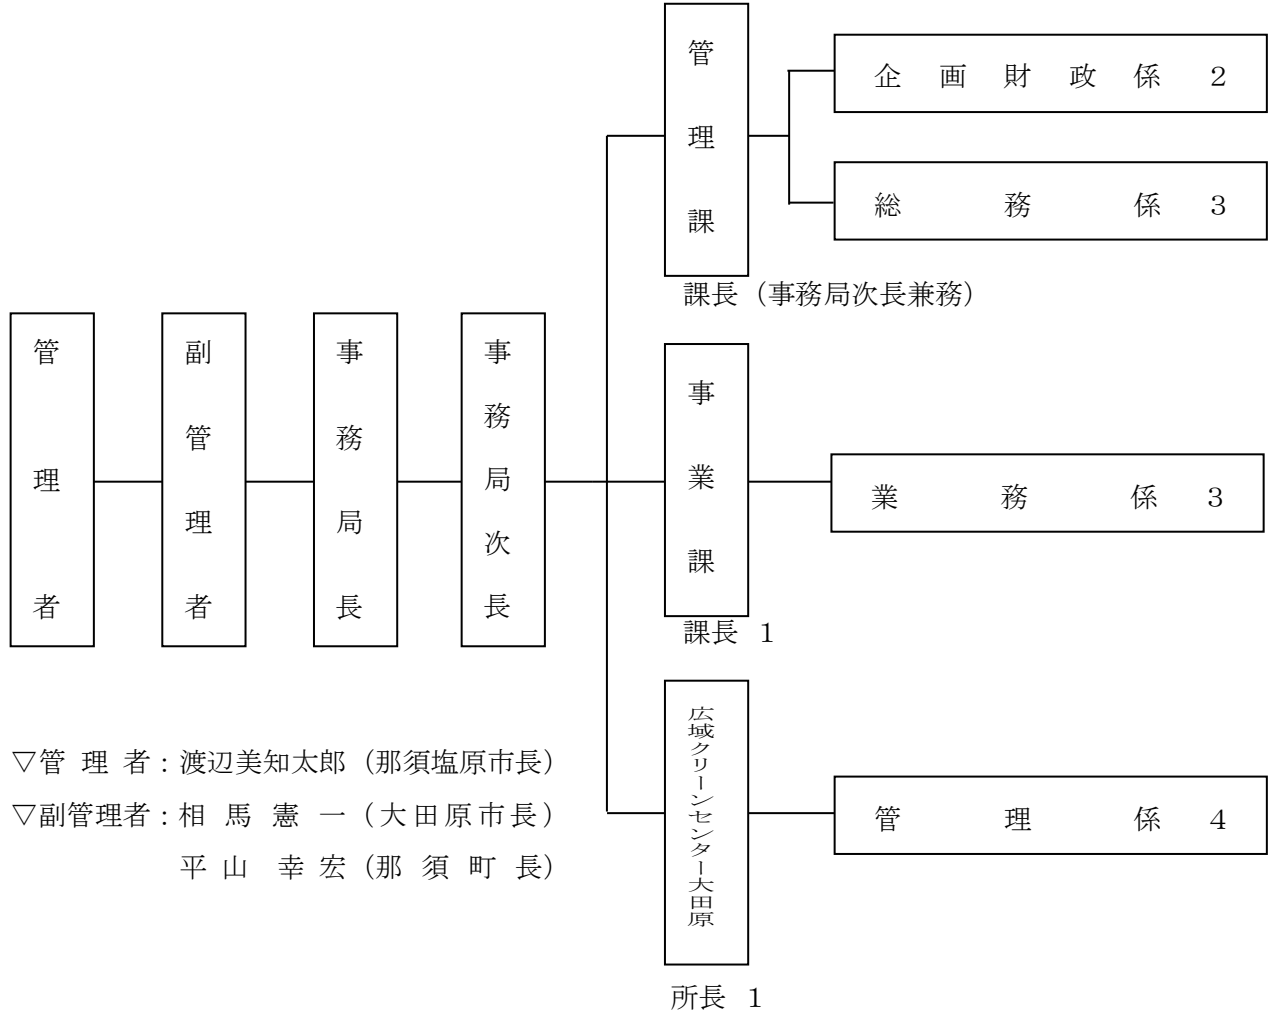 管理者
副管理者
事務局長
事務局次長
管理課
課長（事務局次長兼務）
企画財政係 2
総務係 3
事業課
課長 1
業務係 3
広域クリーンセンター大田原
所長 1
管理係 4
▽管理者：渡辺美知太郎（那須塩原市長）
▽副管理者：相馬憲一（大田原市長）
平山 幸宏（那須町長）